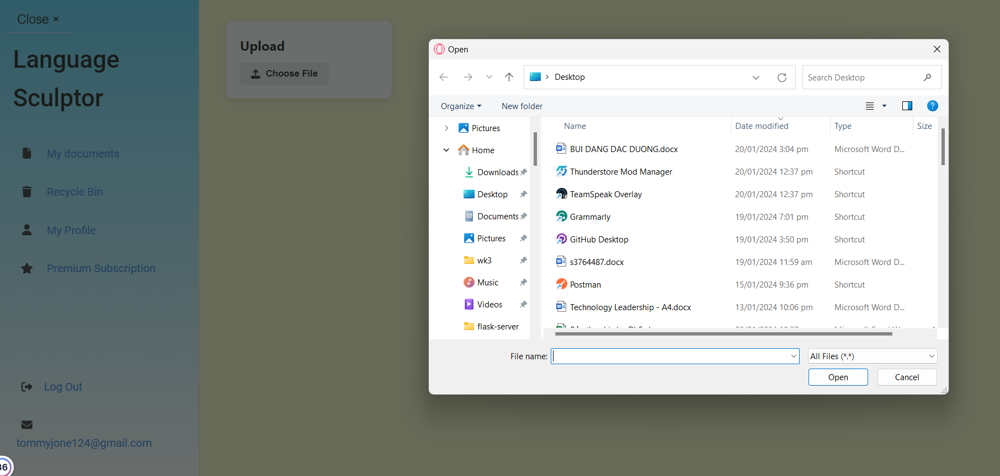 Close ×
Language
Sculptor
My documents
Recycle Bin
My Profile
Premium Subscription
Log Out
tommyjone124@gmail.com
36
Upload
Choose File
Open
Desktop
Search Desktop
Organize
New folder
?
Pictures
Home
Downloads
Desktop
Documents
Pictures
wk3
Music
Videos
flask-server
Name Date modified Type Size
BUI DANG DAC DUONG.docx 20/01/2024 3:04 pm Microsoft Word D...
Thunderstore Mod Manager 20/01/2024 12:37 pm Shortcut
TeamSpeak Overlay 20/01/2024 12:37 pm Shortcut
Grammarly 19/01/2024 7:01 pm Shortcut
GitHub Desktop 19/01/2024 3:50 pm Shortcut
s3764487.docx 19/01/2024 11:59 am Microsoft Word D...
Postman 15/01/2024 9:36 pm Shortcut
Technology Leadership - A4.docx 13/01/2024 10:06 pm Microsoft Word D...
File name: All Files (*.*)
Open Cancel